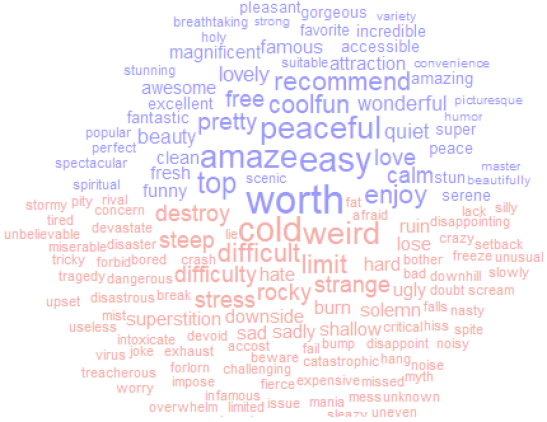 pleasant gorgeous variety
breathtaking strong favorite incredible
holy magnificent famous accessible
stunning lovely suitable attraction convenience
awesome recommend amazing
excellent free cool fun wonderful picturesque
fantastic pretty peaceful quiet super humor
popular beauty
perfect clean amaze easy love peace
spectacular fresh scenic calm stun master
spiritual funny top worth enjoy beautifully
serene
stormy pity rival fat lack silly
tired concern destroy cold weird afraid ruin disappointing
unbelievable devastate lie
miserable disaster steep difficult lose crazy setback
tricky forbid bored crash limit hard bother freeze unusual
tragedy dangerous difficulty hate strange bad downhill slowly
upset disastrous break stress rocky ugly doubt scream
mist superstition downside burn solemn falls nasty
useless sad sadly shallow critical hiss spite
intoxicate devoid accost fail bump disappoint noisy
virus joke exhaust beware catastrophic hang noise
treacherous forlorn challenging
worry impose fierce expensive missed myth
infamous mess unknown
overwhelm limited issue mania
sleazy uneven